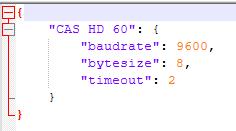 {
"CAS HD 60": {
"baudrate": 9600,
"bytesize": 8,
"timeout": 2
}
}